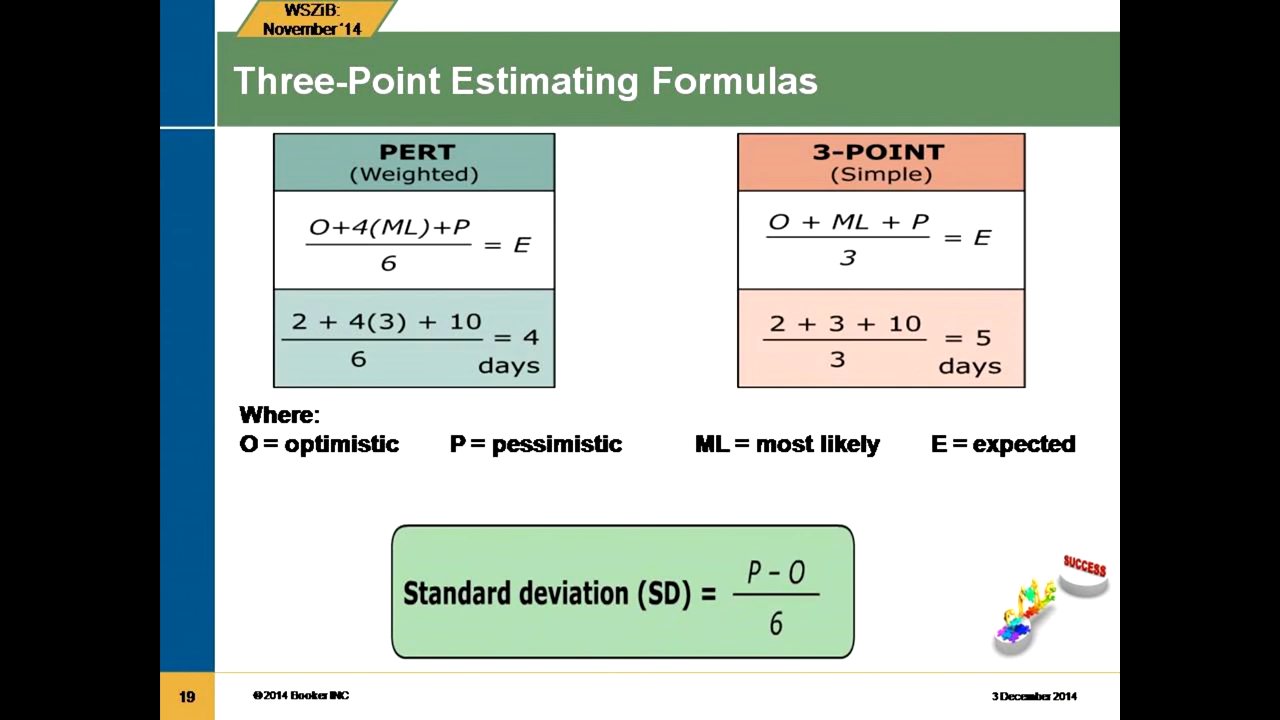 WSZiB:
November '14
Three-Point Estimating Formulas
PERT
(Weighted)
O+4(ML)+P
6
= E
2 + 4(3) + 10
6
= 4
days
3-POINT
(Simple)
O + ML + P
3
= E
2 + 3 + 10
3
= 5
days
Where:
O = optimistic P = pessimistic ML = most likely E = expected
Standard deviation (SD) =
P – O
6
SUCCESS
19
© 2014 Booker INC
3 December 2014